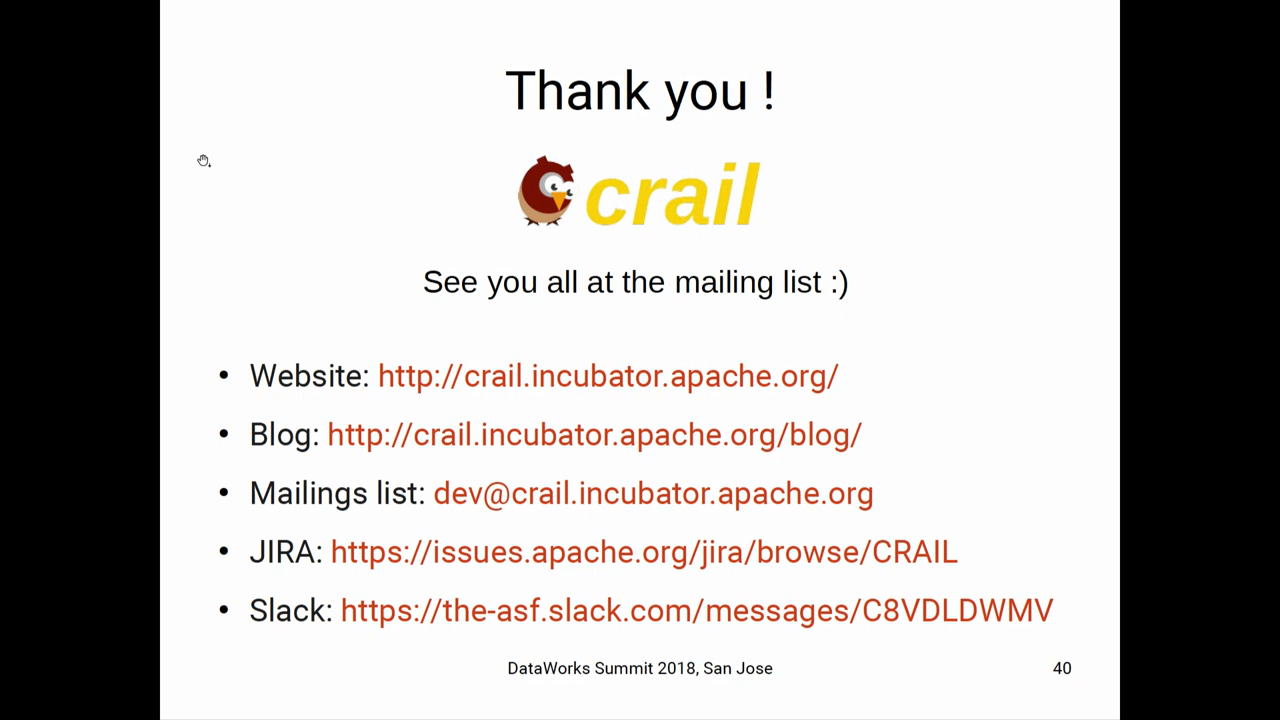 Thank you !
crail
See you all at the mailing list :)
• Website: http://crail.incubator.apache.org/
• Blog: http://crail.incubator.apache.org/blog/
• Mailings list: dev@crail.incubator.apache.org
• JIRA: https://issues.apache.org/jira/browse/CRAIL
• Slack: https://the-asf.slack.com/messages/C8VDLDWMV
DataWorks Summit 2018, San Jose
40